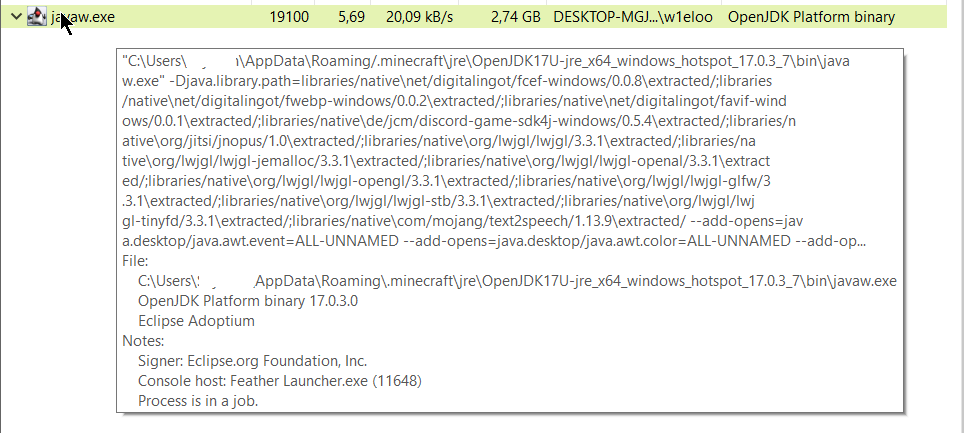 javaw.exe 19100 5,69 20,09 kB/s 2,74 GB DESKTOP-MGJ...\w1eloo OpenJDK Platform binary
"C:\Users\ \AppData\Roaming/.minecraft\jre\OpenJDK17U-jre_x64_windows_hotspot_17.0.3_7\bin\java
w.exe" -Djava.library.path=libraries/native\net/digitalingot/fcef-windows/0.0.8\extracted/;libraries
/native\net/digitalingot/fwebp-windows/0.0.2\extracted/;libraries/native\net/digitalingot/favif-wind
ows/0.0.1\extracted/;libraries/native\de/jcm/discord-game-sdk4j-windows/0.5.4\extracted/;libraries/n
ative\org/jitsi/jnopus/1.0\extracted/;libraries/native\org/lwjgl/lwjgl/3.3.1\extracted/;libraries/na
tive\org/lwjgl/lwjgl-jemalloc/3.3.1\extracted/;libraries/native\org/lwjgl/lwjgl-openal/3.3.1\extract
ed/;libraries/native\org/lwjgl/lwjgl-opengl/3.3.1\extracted/;libraries/native\org/lwjgl/lwjgl-glfw/3
.3.1\extracted/;libraries/native\org/lwjgl/lwjgl-stb/3.3.1\extracted/;libraries/native\org/lwjgl/lwj
gl-tinyfd/3.3.1\extracted/;libraries/native\com/mojang/text2speech/1.13.9\extracted/ --add-opens=jav
a.desktop/java.awt.event=ALL-UNNAMED --add-opens=java.desktop/java.awt.color=ALL-UNNAMED --add-op...
File:
C:\Users\ AppData\Roaming\.minecraft\jre\OpenJDK17U-jre_x64_windows_hotspot_17.0.3_7\bin\javaw.exe
OpenJDK Platform binary 17.0.3.0
Eclipse Adoptium
Notes:
Signer: Eclipse.org Foundation, Inc.
Console host: Feather Launcher.exe (11648)
Process is in a job.